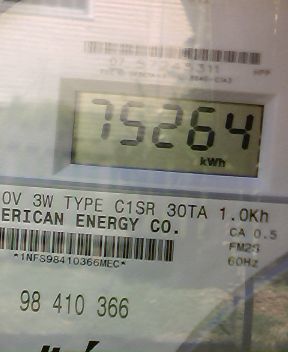 75264
kWh
0V 3W TYPE C1SR 30TA 1.0Kh
ERICAN ENERGY CO.
CA 0.5
FM2S
60Hz
*1NFS98410366MEC*
98 410 366